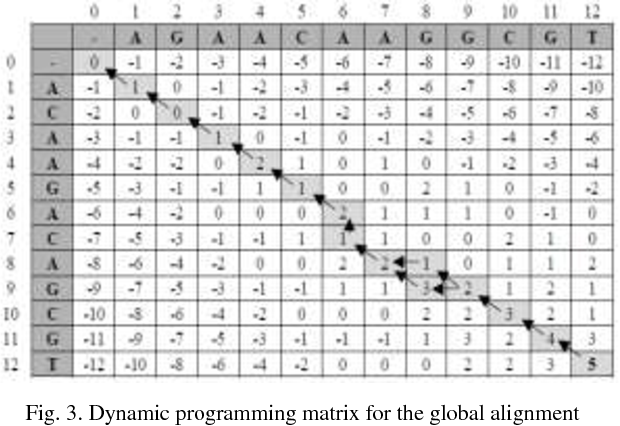 0 1 2 3 4 5 6 7 8 9 10 11 12
- A G A A C A A G G C G T
0 - 0 -1 -2 -3 -4 -5 -6 -7 -8 -9 -10 -11 -12
1 A -1 1 0 -1 -2 -3 -4 -5 -6 -7 -8 -9 -10
2 C -2 0 0 -1 -2 -1 -2 -3 -4 -5 -6 -7 -8
3 A -3 -1 -1 1 0 -1 0 -1 -2 -3 -4 -5 -6
4 A -4 -2 -2 0 2 1 0 1 0 -1 -2 -3 -4
5 G -5 -3 -1 -1 1 1 0 0 2 1 0 -1 -2
6 A -6 -4 -2 0 0 0 2 1 1 1 0 -1 0
7 C -7 -5 -3 -1 -1 1 1 1 0 0 2 1 0
8 A -8 -6 -4 -2 0 0 2 2 1 0 1 1 2
9 G -9 -7 -5 -3 -1 -1 1 1 3 2 1 2 1
10 C -10 -8 -6 -4 -2 0 0 0 2 2 3 2 1
11 G -11 -9 -7 -5 -3 -1 -1 -1 1 3 2 4 3
12 T -12 -10 -8 -6 -4 -2 0 0 0 2 2 3 5
Fig. 3. Dynamic programming matrix for the global alignment